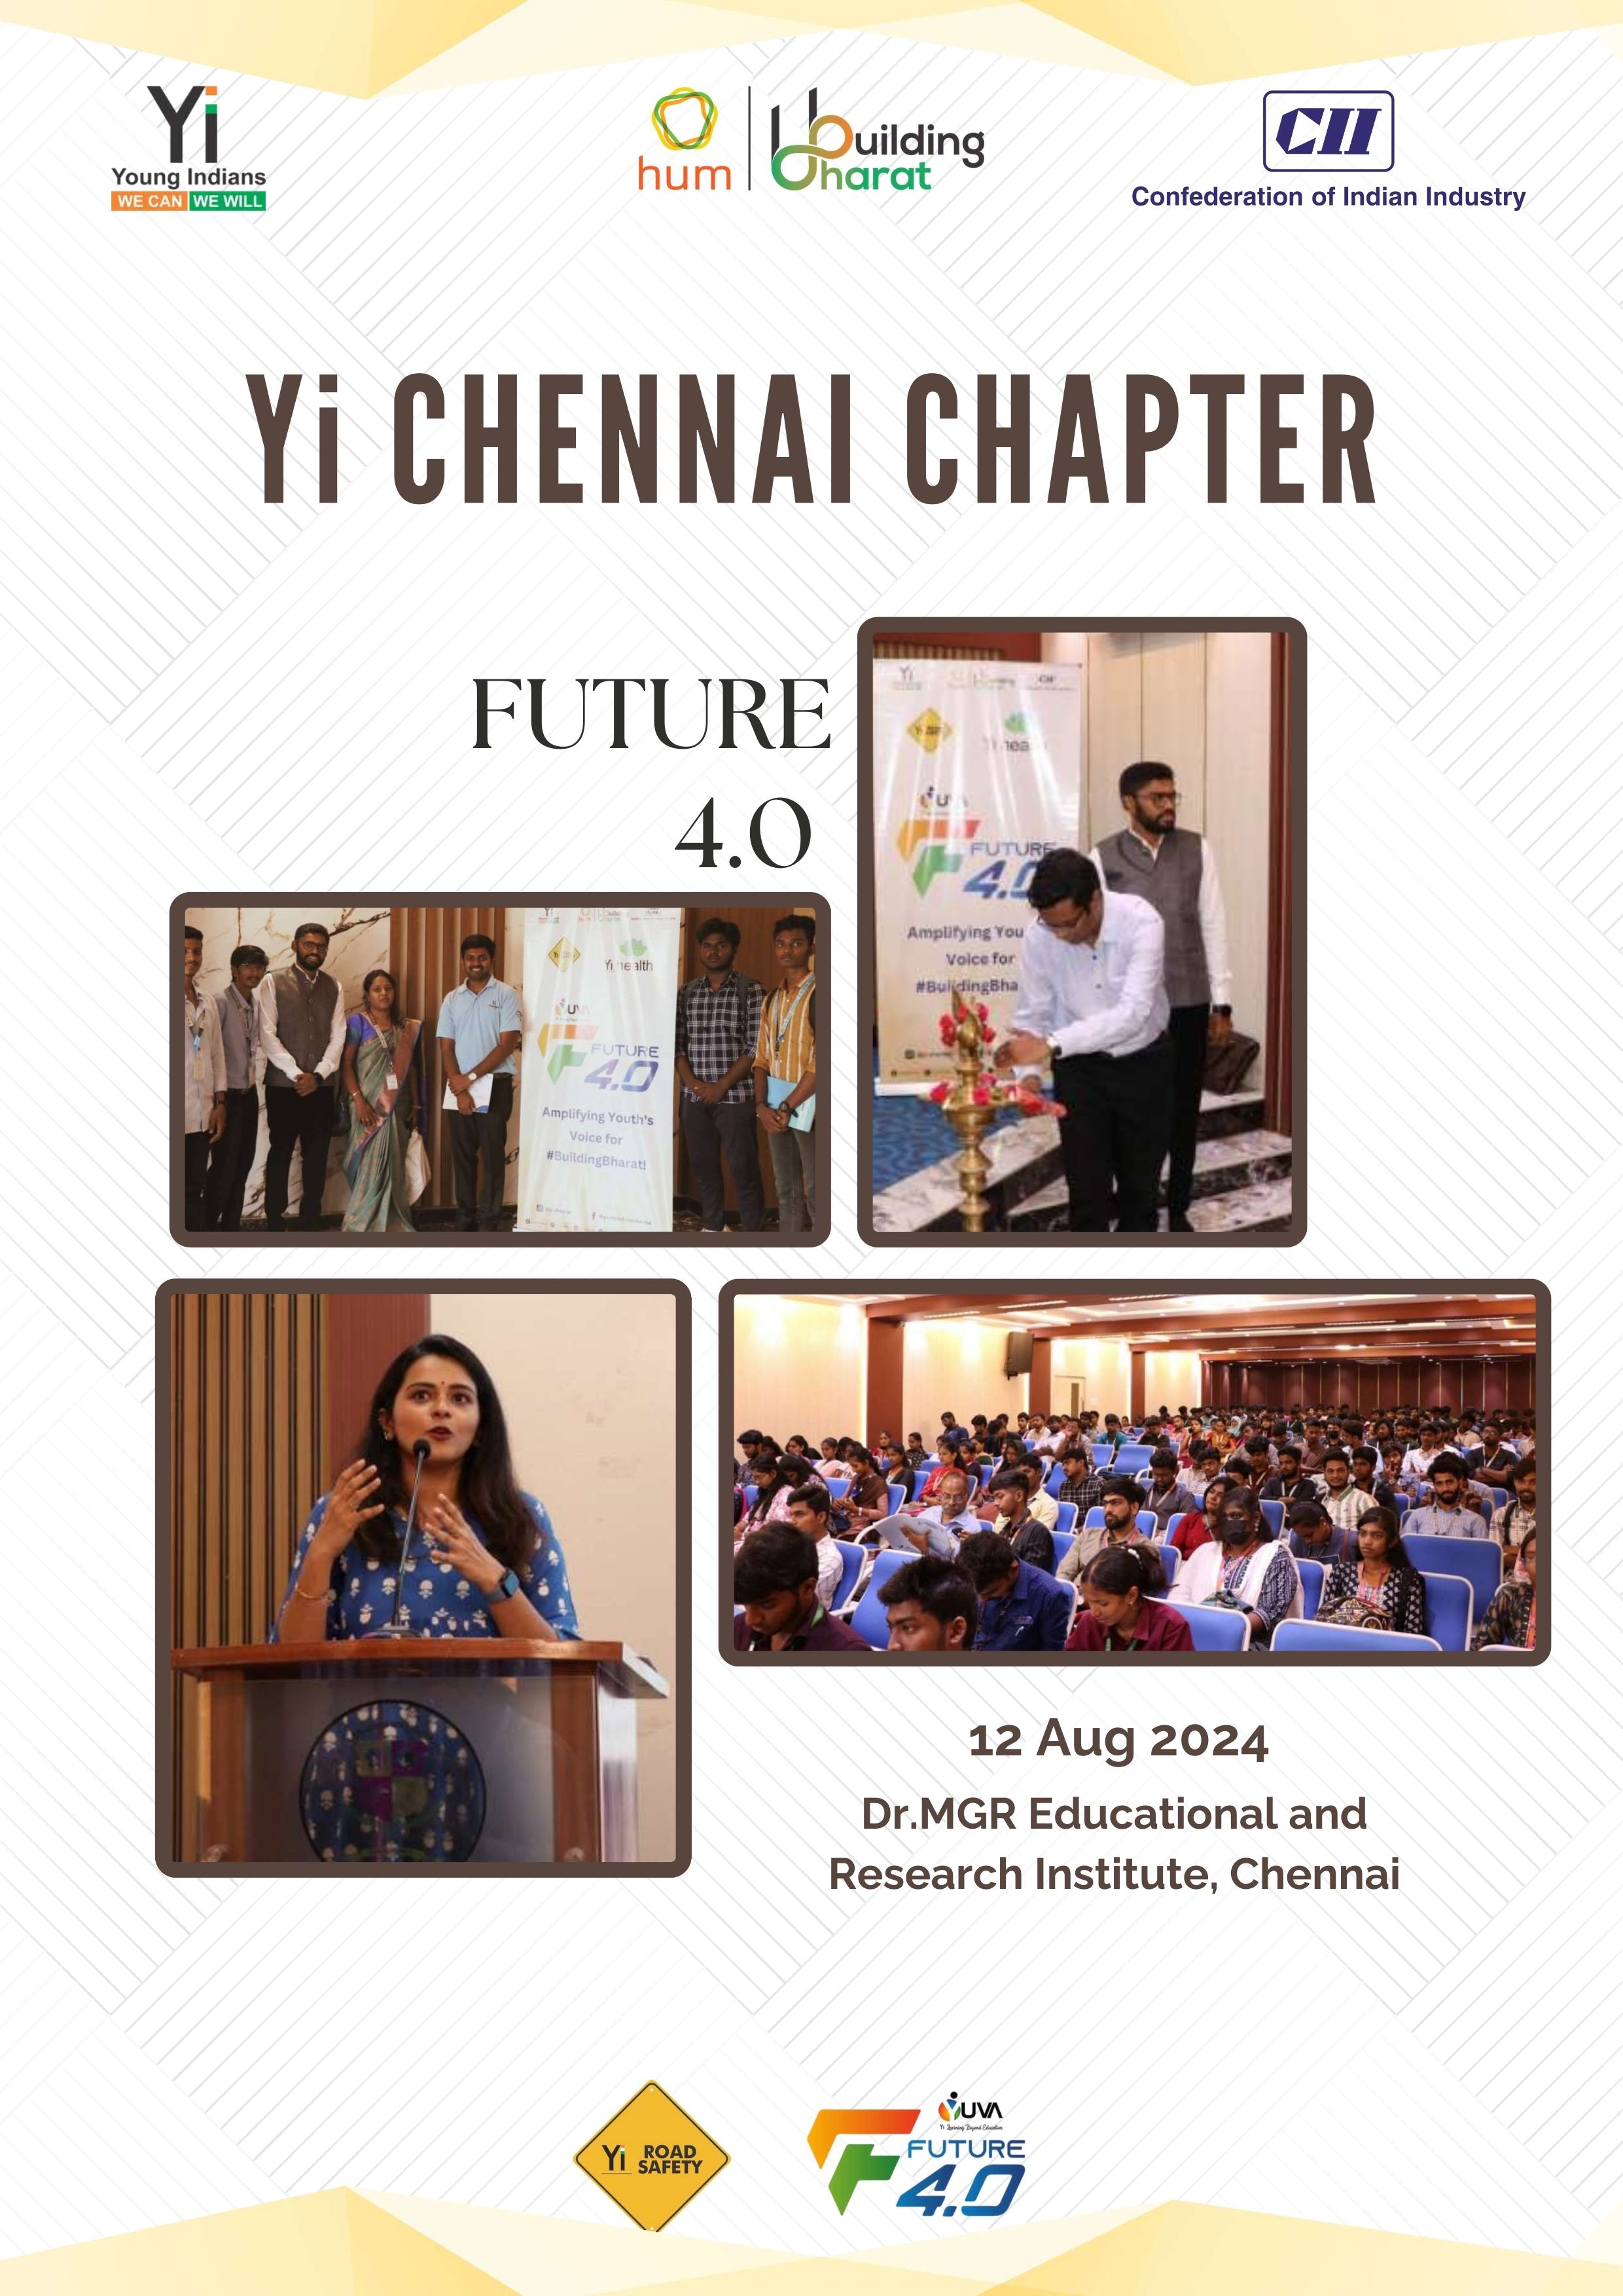 Yi
Young Indians
WE CAN WE WILL
hum
Building
Bharat
CII
Confederation of Indian Industry
Yi CHENNAI CHAPTER
FUTURE
4.0
Yi
CII
FUTURE
4.0
Amplifying You
Voice for
#BuildingBha
Yi health
YUVA
FUTURE
4.0
Amplifying Youth's
Voice for
#BuildingBharat!
12 Aug 2024
Dr.MGR Educational and
Research Institute, Chennai
Yi ROAD
SAFETY
YUVA
Yi Learning Beyond Education
FUTURE
4.0